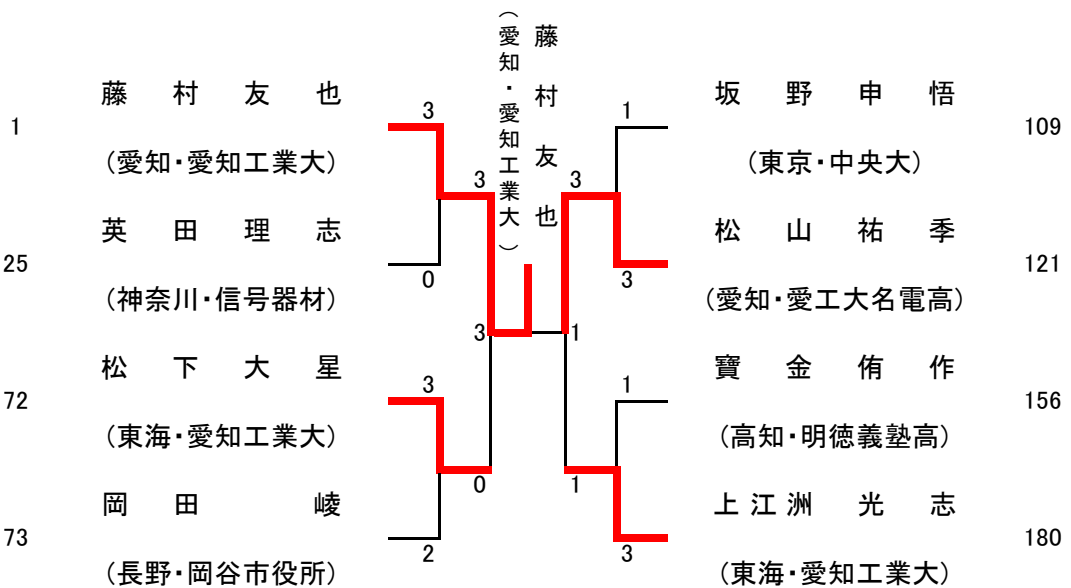 藤村友也
(愛知・愛知工業大)
1
藤村友也
3
(愛知・愛知工業大)
25
英田理志
0
(神奈川・信号器材)
3
72
松下大星
3
(東海・愛知工業大)
0
73
岡田崚
2
(長野・岡谷市役所)
3
坂野申悟
1
109
(東京・中央大)
3
松山祐季
3
121
(愛知・愛工大名電高)
1
寶金侑作
1
156
(高知・明徳義塾高)
1
上江洲光志
3
180
(東海・愛知工業大)